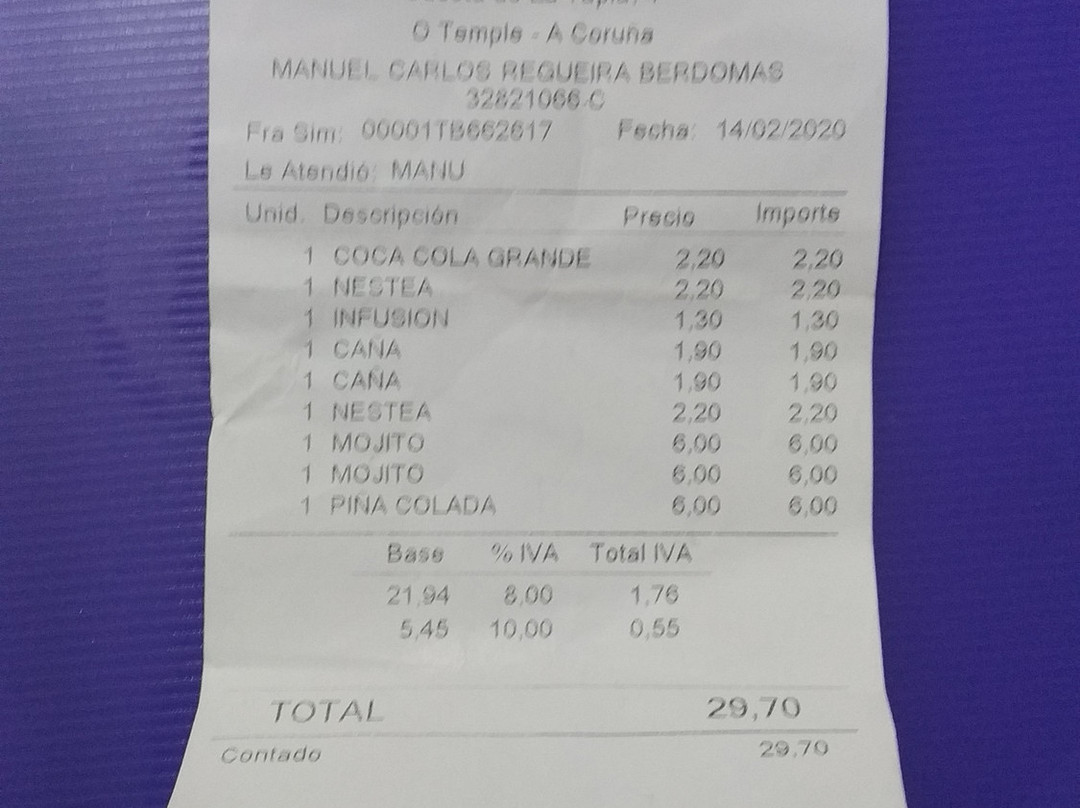 O Temple - A Coruña
MANUEL CARLOS REGUEIRA BERDOMAS
32821066-C
Fra Sim: 00001TB662617 Fecha: 14/02/2020
Le Atendió: MANU
Unid. Descripción Precio Importe
1 COCA COLA GRANDE 2,20 2,20
1 NESTEA 2,20 2,20
1 INFUSION 1,30 1,30
1 CAÑA 1,90 1,90
1 CAÑA 1,90 1,90
1 NESTEA 2,20 2,20
1 MOJITO 6,00 6,00
1 MOJITO 6,00 6,00
1 PIÑA COLADA 6,00 6,00
Base % IVA Total IVA
21,94 8,00 1,76
5,45 10,00 0,55
TOTAL 29,70
Contado 29,70